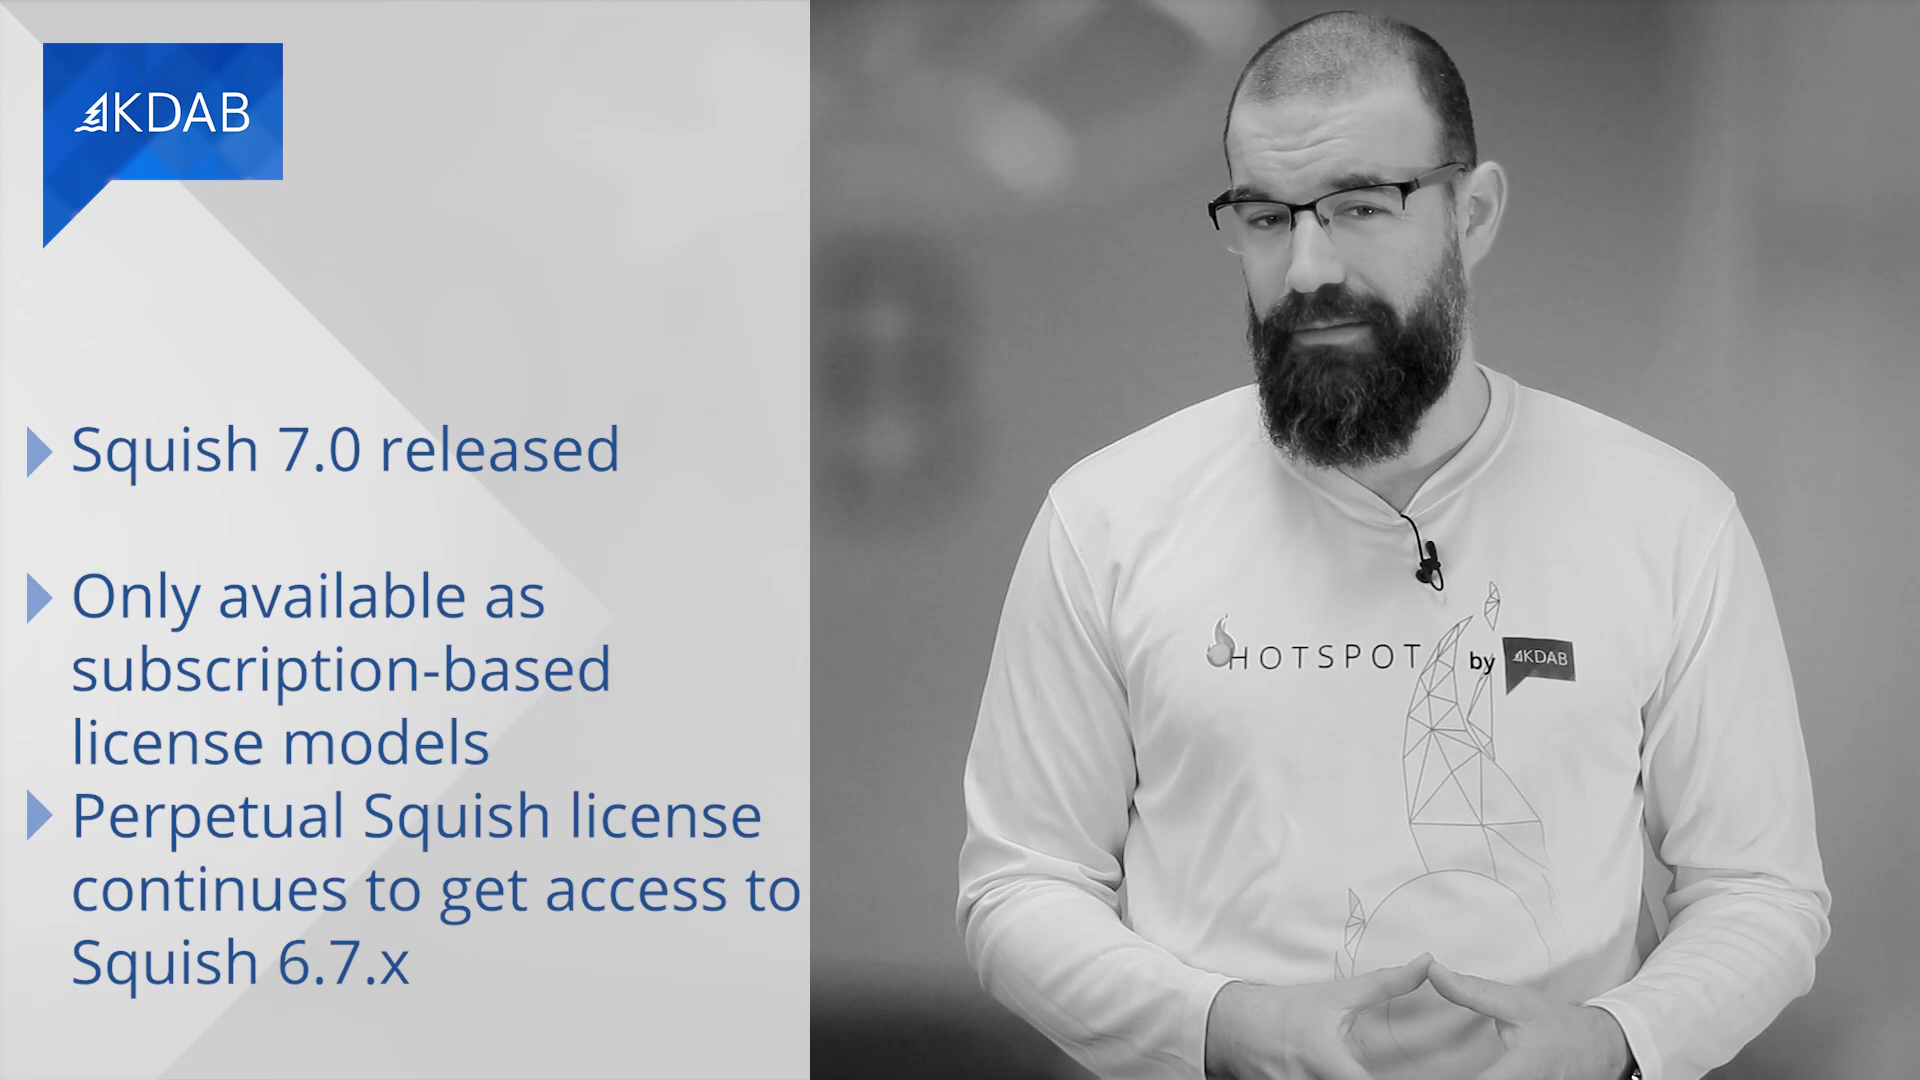 KDAB
Squish 7.0 released
Only available as
subscription-based
license models
Perpetual Squish license
continues to get access to
Squish 6.7.x
HOTSPOT by KDAB